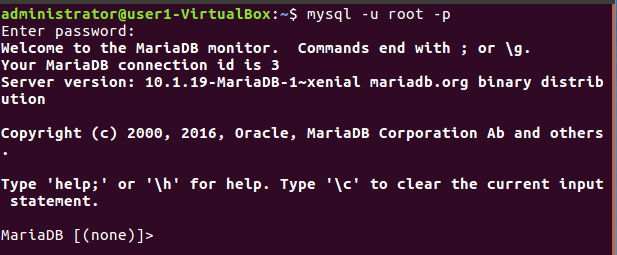 administrator@user1-VirtualBox:~$ mysql -u root -p
Enter password:
Welcome to the MariaDB monitor.  Commands end with ; or \g.
Your MariaDB connection id is 3
Server version: 10.1.19-MariaDB-1~xenial mariadb.org binary distrib
ution
Copyright (c) 2000, 2016, Oracle, MariaDB Corporation Ab and others
.
Type 'help;' or '\h' for help. Type '\c' to clear the current input
 statement.
MariaDB [(none)]>